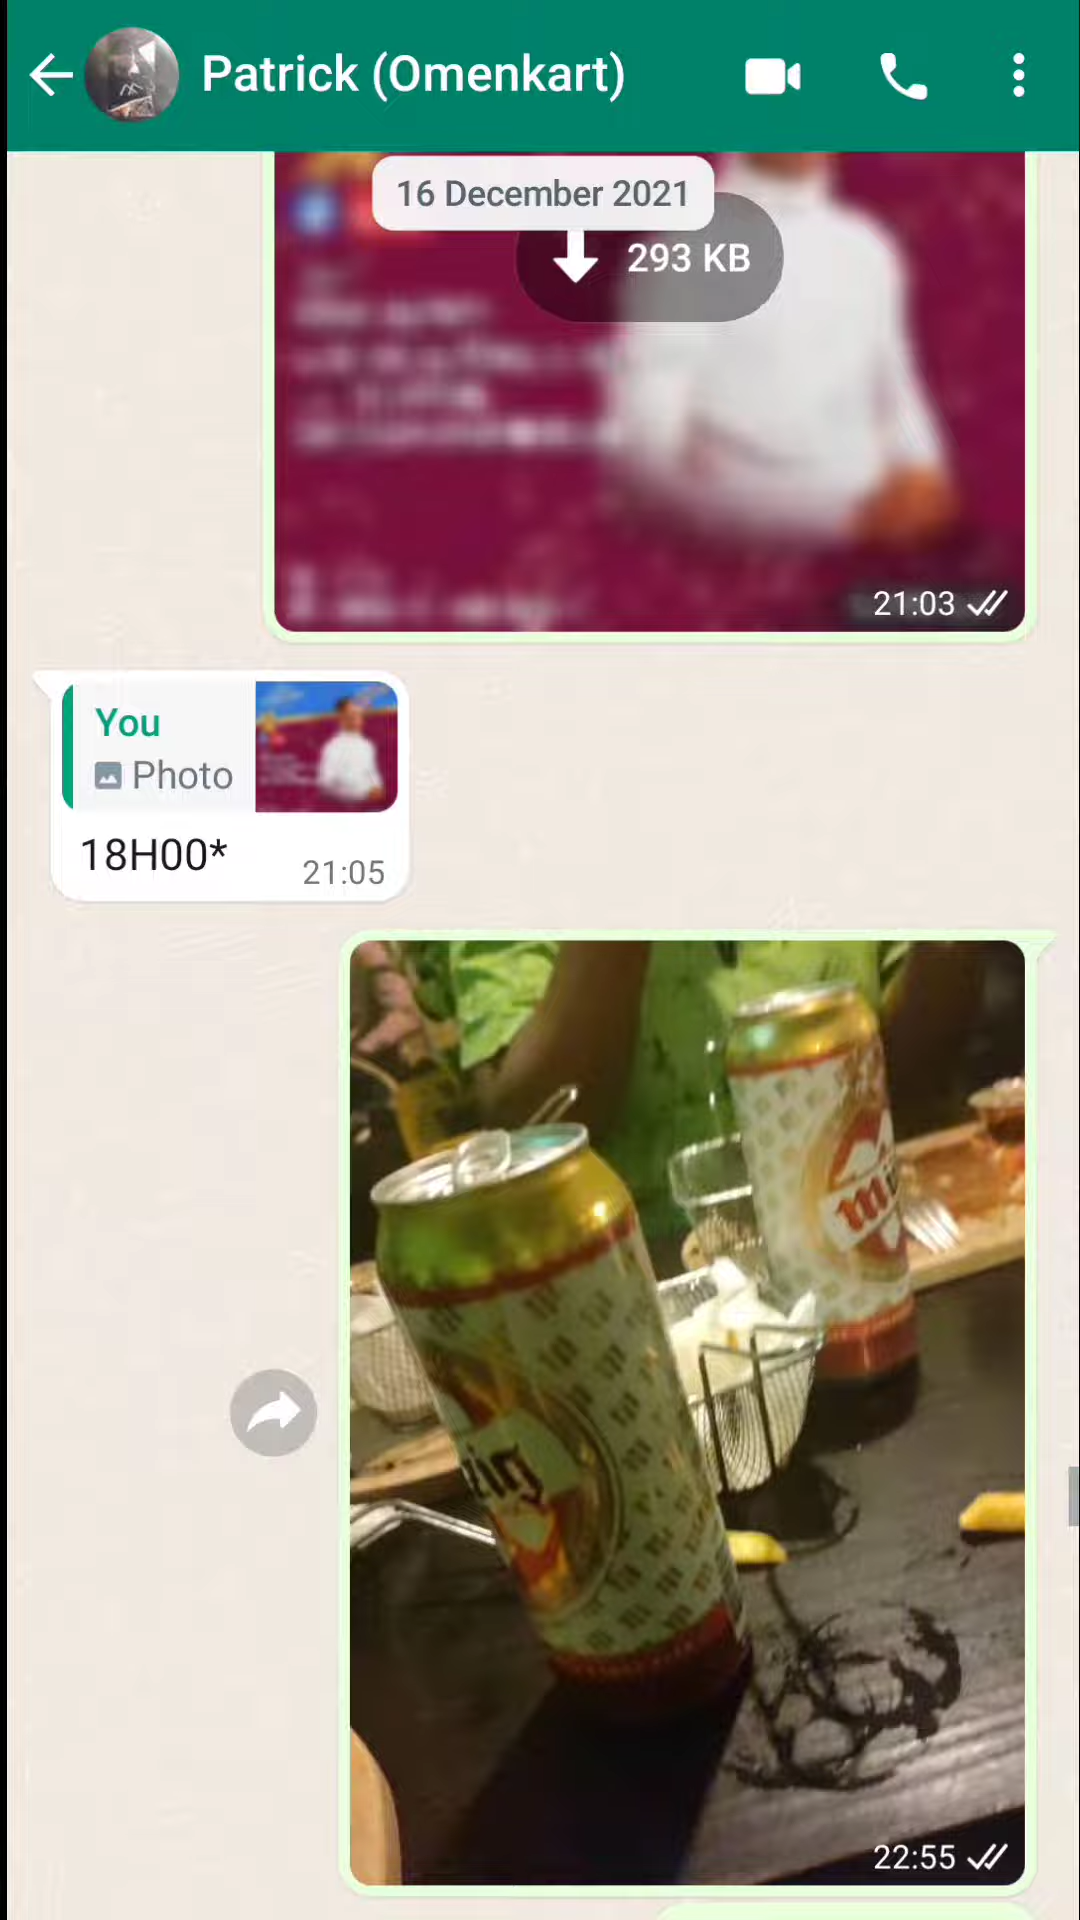 Patrick (Omenkart)
16 December 2021
293 KB
21:03
You
Photo
18H00*
21:05
22:55